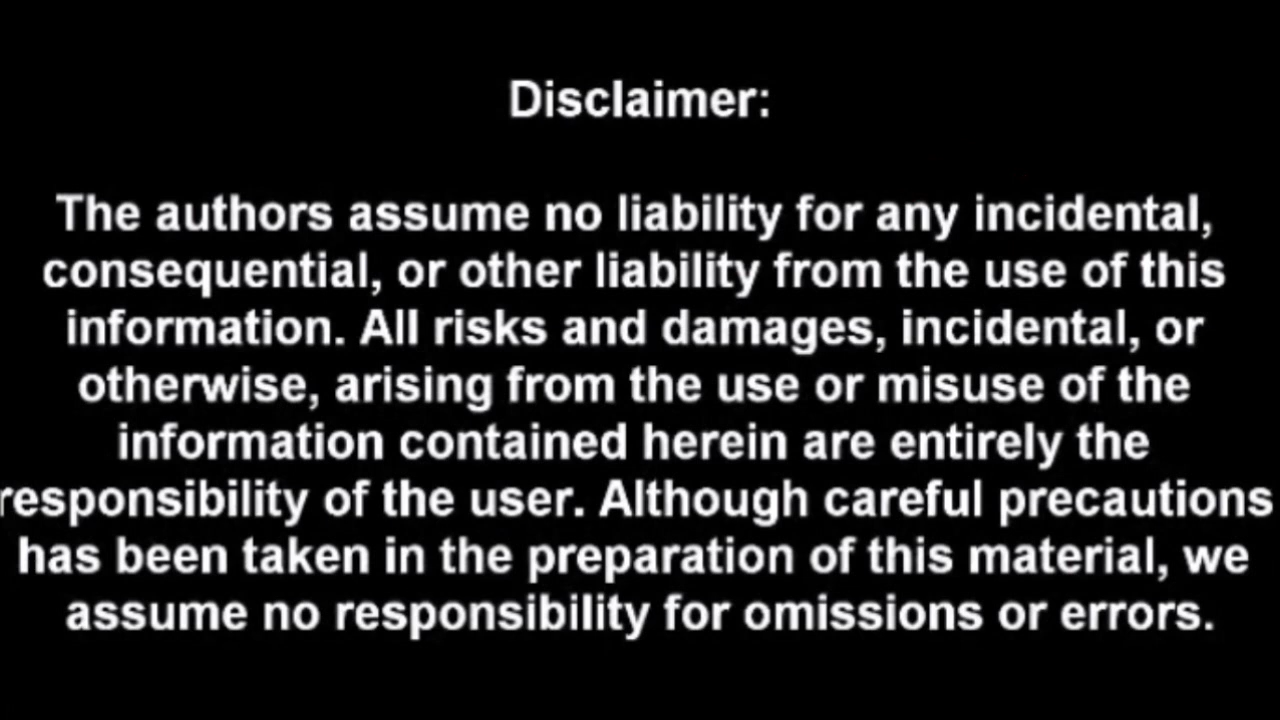 Disclaimer:
The authors assume no liability for any incidental,
consequential, or other liability from the use of this
information. All risks and damages, incidental, or
otherwise, arising from the use or misuse of the
information contained herein are entirely the
responsibility of the user. Although careful precautions
has been taken in the preparation of this material, we
assume no responsibility for omissions or errors.